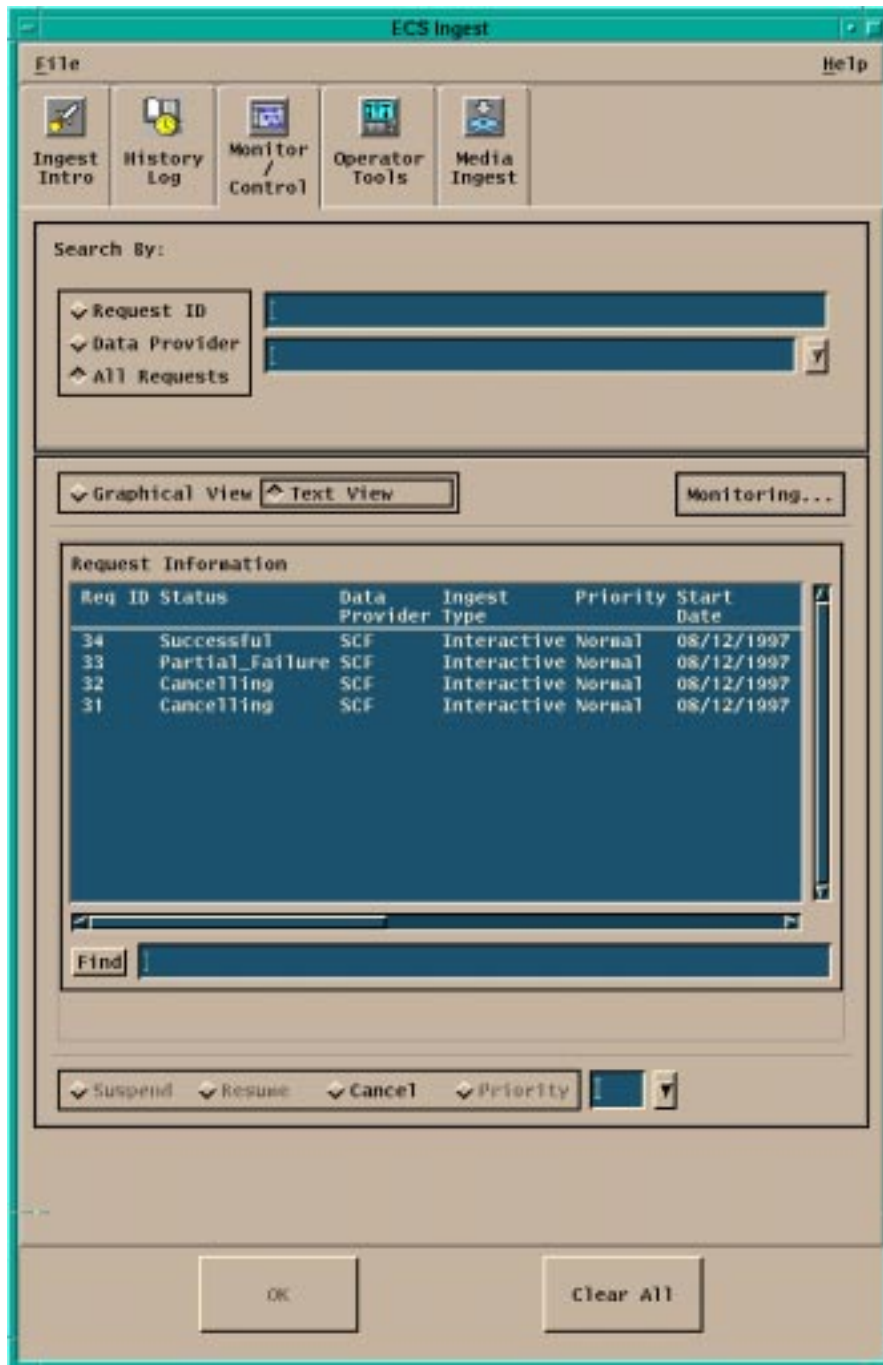 ECS Ingest
File Help
Ingest Intro
History Log
Monitor / Control
Operator Tools
Media Ingest
Search By:
Request ID
Data Provider
All Requests
Graphical View Text View Monitoring...
Request Information
Req ID Status Data Provider Ingest Type Priority Start Date
34 Successful SCF Interactive Normal 08/12/1997
33 Partial_Failure SCF Interactive Normal 08/12/1997
32 Cancelling SCF Interactive Normal 08/12/1997
31 Cancelling SCF Interactive Normal 08/12/1997
Find
Suspend Resume Cancel Priority
OK Clear All